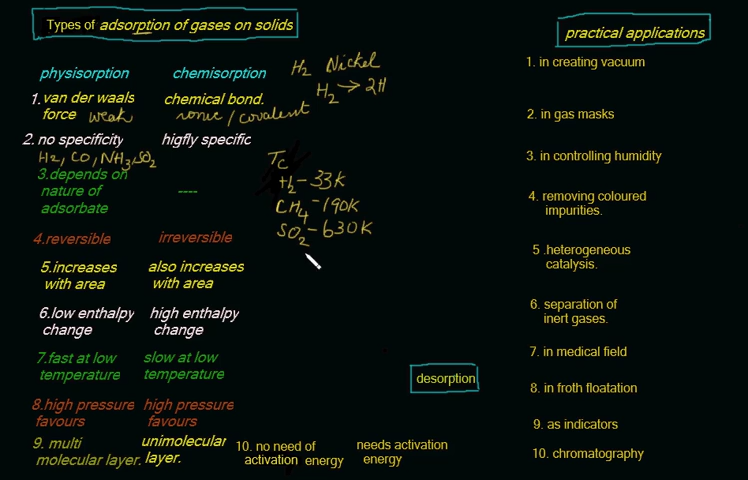 Types of adsorption of gases on solids
physisorption chemisorption
H2 Nickel
H2 → 2H
1. van der waals chemical bond.
force weak ionic / covalent
2. no specificity higfly specific
H2, CO, NH3, SO2
3.depends on
nature of ----
adsorbate
Tc
H2 - 33K
CH4 - 190K
SO2 - 630K
4.reversible irreversible
5.increases also increases
with area with area
6.low enthalpy high enthalpy
change change
7.fast at low slow at low
temperature temperature
8.high pressure high pressure
favours favours
9. multi unimolecular
molecular layer. layer.
10. no need of needs activation
activation energy energy
desorption
practical applications
1. in creating vacuum
2. in gas masks
3. in controlling humidity
4. removing coloured
impurities.
5 .heterogeneous
catalysis.
6. separation of
inert gases.
7. in medical field
8. in froth floatation
9. as indicators
10. chromatography